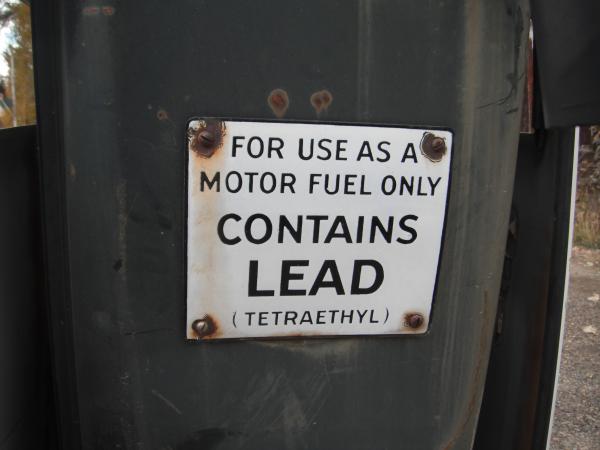 FOR USE AS A
MOTOR FUEL ONLY
CONTAINS
LEAD
(TETRAETHYL)